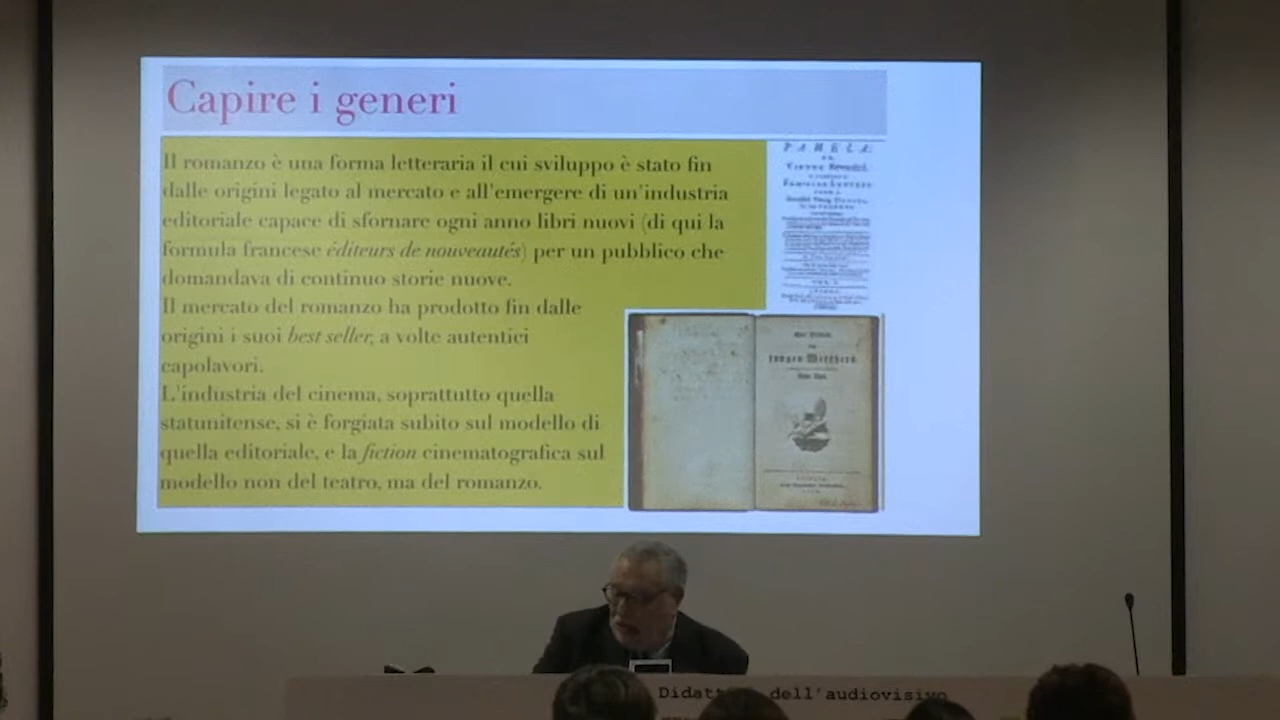 Capire i generi
Il romanzo è una forma letteraria il cui sviluppo è stato fin
dalle origini legato al mercato e all'emergere di un'industria
editoriale capace di sfornare ogni anno libri nuovi (di qui la
formula francese éditeurs de nouveautés) per un pubblico che
domandava di continuo storie nuove.
Il mercato del romanzo ha prodotto fin dalle
origini i suoi best seller, a volte autentici
capolavori.
L'industria del cinema, soprattutto quella
statunitense, si è forgiata subito sul modello di
quella editoriale, e la fiction cinematografica sul
modello non del teatro, ma del romanzo.
PAMELA:
jungen Werthers.
dell'audiovisivo